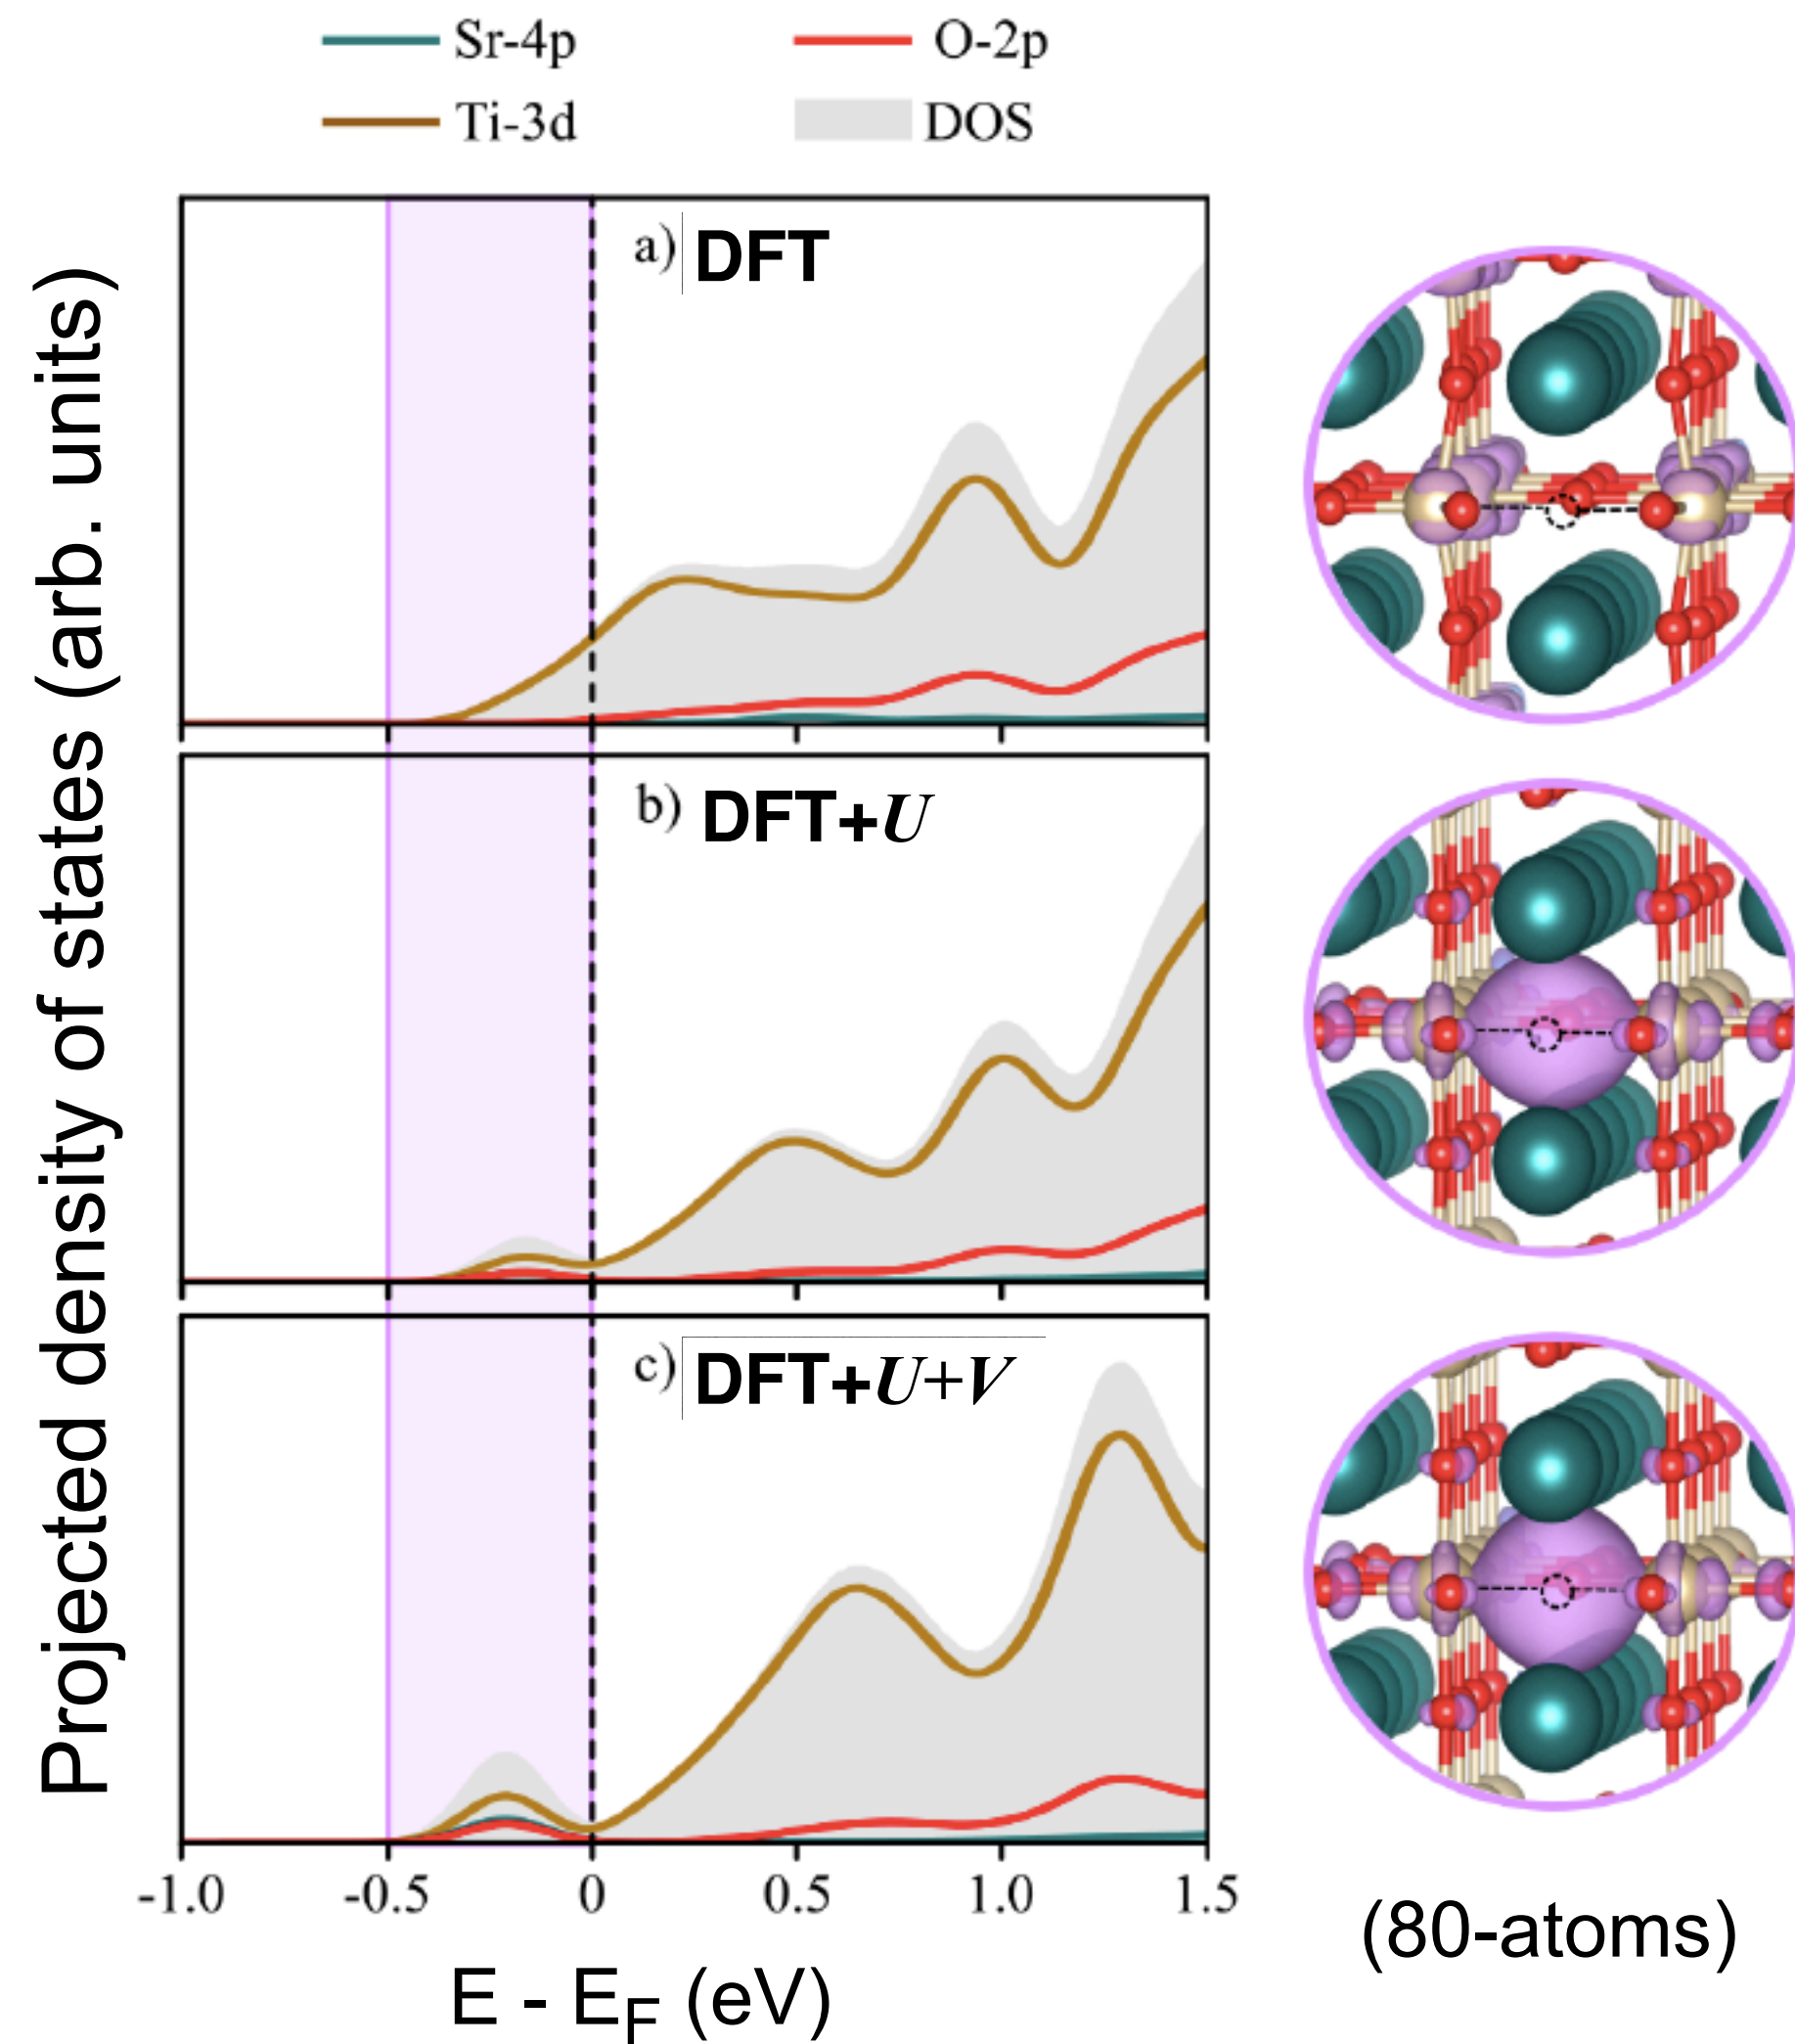 Sr-4p
O-2p
Ti-3d
DOS
Projected density of states (arb. units)
a) DFT
b) DFT+U
c) DFT+U+V
-1.0 -0.5 0 0.5 1.0 1.5
E - EF (eV)
(80-atoms)